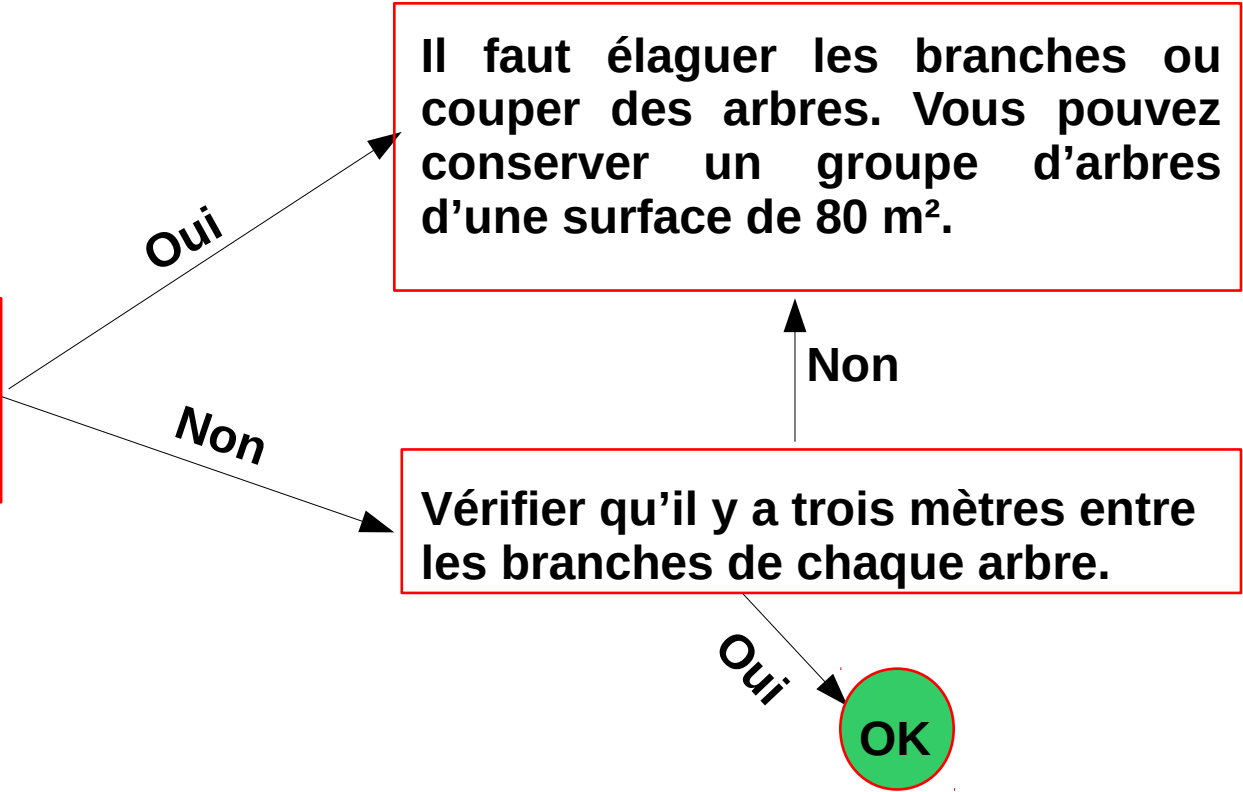 Il faut élaguer les branches ou
couper des arbres. Vous pouvez
conserver un groupe d’arbres
d’une surface de 80 m².
Oui
Non
Non
Vérifier qu’il y a trois mètres entre
les branches de chaque arbre.
Oui
OK